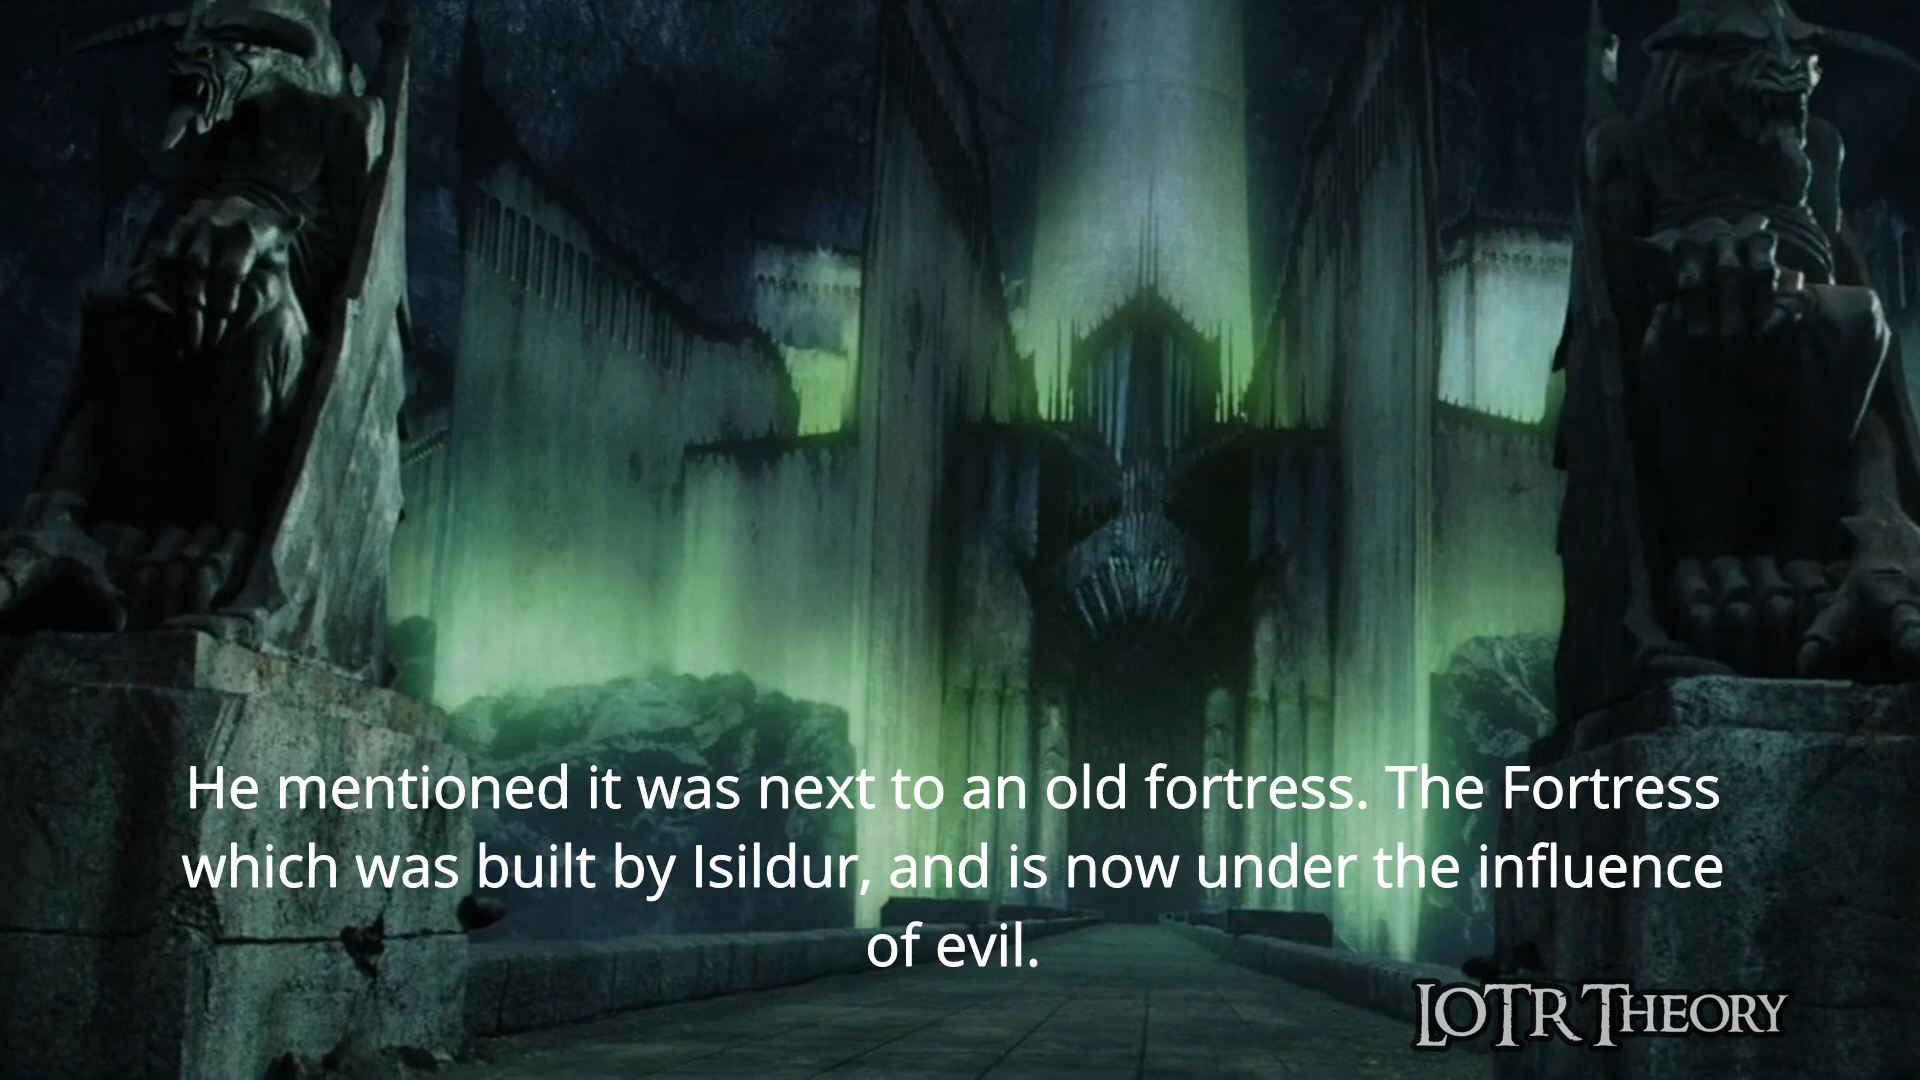 He mentioned it was next to an old fortress. The Fortress
which was built by Isildur, and is now under the influence
of evil.
LOTR THEORY